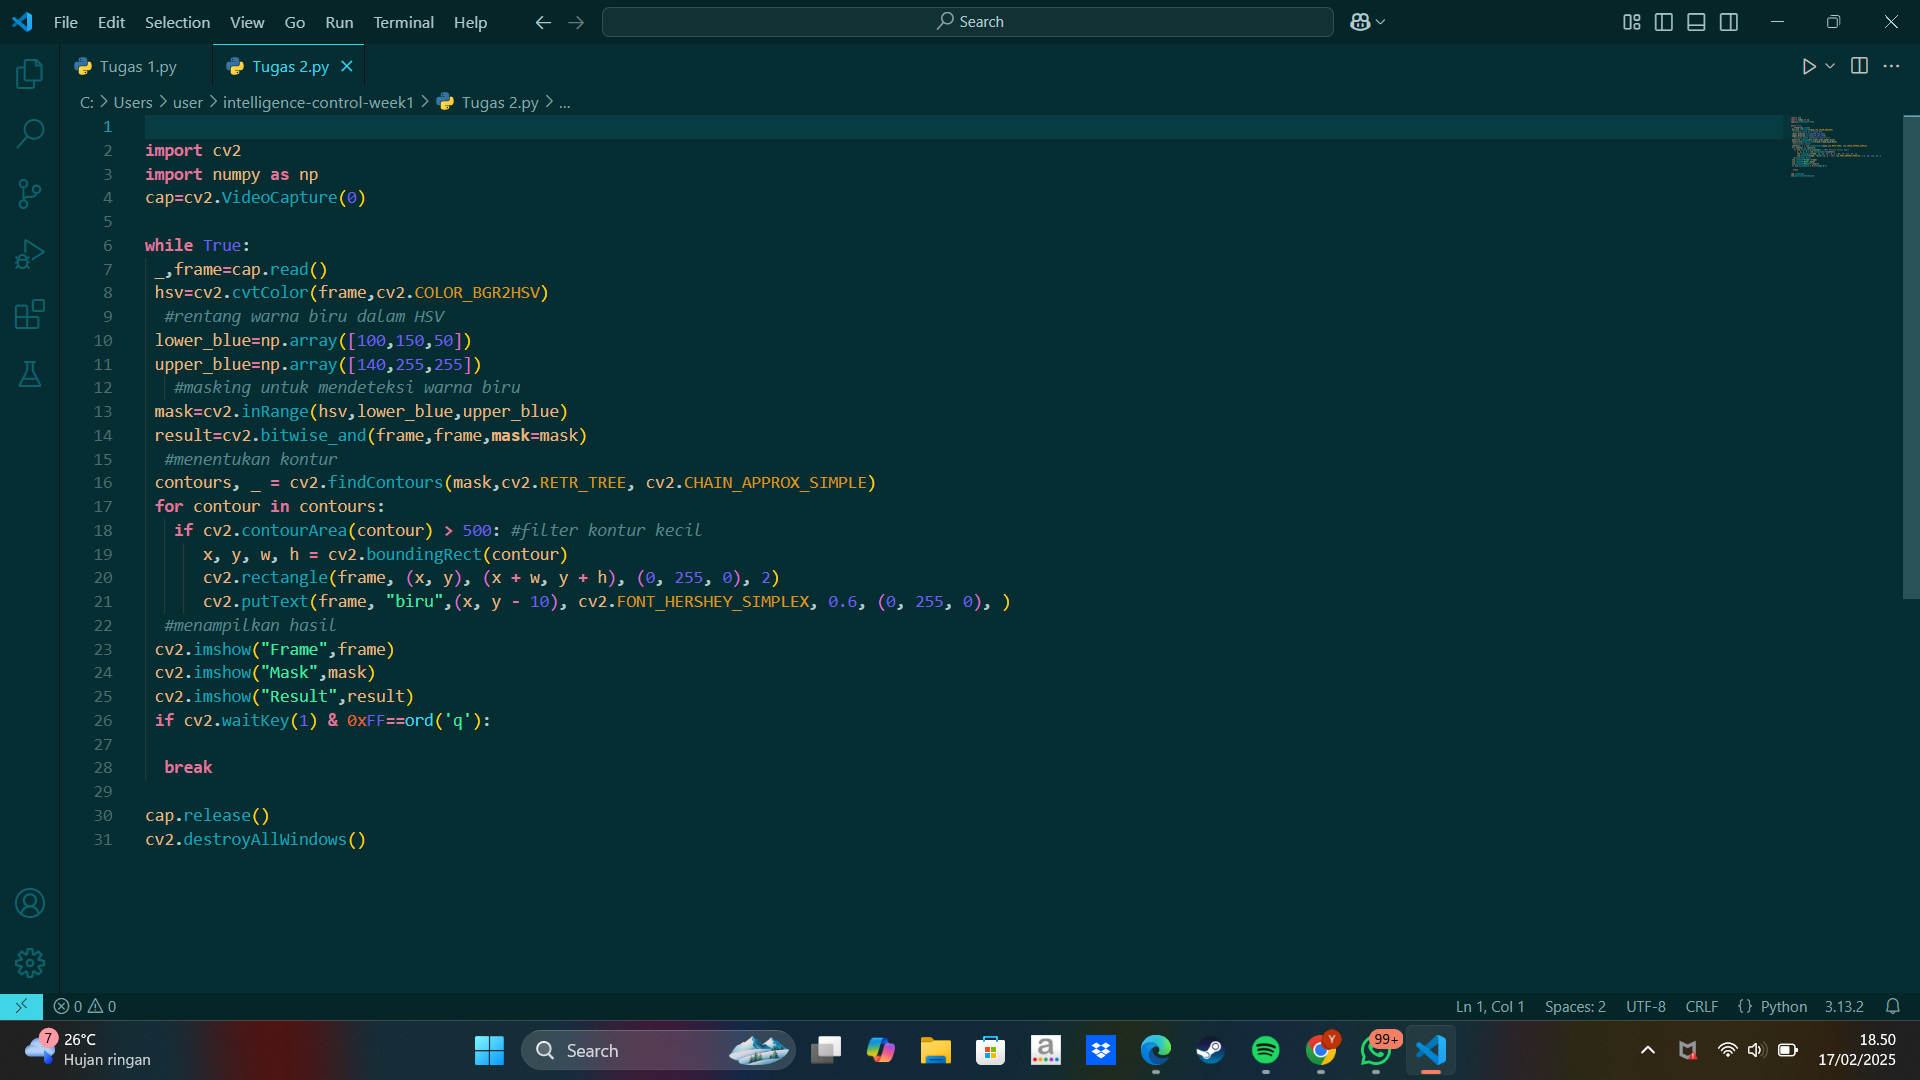 File Edit Selection View Go Run Terminal Help Search
Tugas 1.py Tugas 2.py
C: > Users > user > intelligence-control-week1 > Tugas 2.py > ...
1
2 import cv2
3 import numpy as np
4 cap=cv2.VideoCapture(0)
5
6 while True:
7 _,frame=cap.read()
8 hsv=cv2.cvtColor(frame,cv2.COLOR_BGR2HSV)
9 #rentang warna biru dalam HSV
10 lower_blue=np.array([100,150,50])
11 upper_blue=np.array([140,255,255])
12 #masking untuk mendeteksi warna biru
13 mask=cv2.inRange(hsv,lower_blue,upper_blue)
14 result=cv2.bitwise_and(frame,frame,mask=mask)
15 #menentukan kontur
16 contours, _ = cv2.findContours(mask,cv2.RETR_TREE, cv2.CHAIN_APPROX_SIMPLE)
17 for contour in contours:
18 if cv2.contourArea(contour) > 500: #filter kontur kecil
19 x, y, w, h = cv2.boundingRect(contour)
20 cv2.rectangle(frame, (x, y), (x + w, y + h), (0, 255, 0), 2)
21 cv2.putText(frame, "biru",(x, y - 10), cv2.FONT_HERSHEY_SIMPLEX, 0.6, (0, 255, 0), )
22 #menampilkan hasil
23 cv2.imshow("Frame",frame)
24 cv2.imshow("Mask",mask)
25 cv2.imshow("Result",result)
26 if cv2.waitKey(1) & 0xFF==ord('q'):
27
28 break
29
30 cap.release()
31 cv2.destroyAllWindows()
0 0 Ln 1, Col 1 Spaces: 2 UTF-8 CRLF {} Python 3.13.2
7 26°C
Hujan ringan
Search
a
Y
99+
18.50
17/02/2025